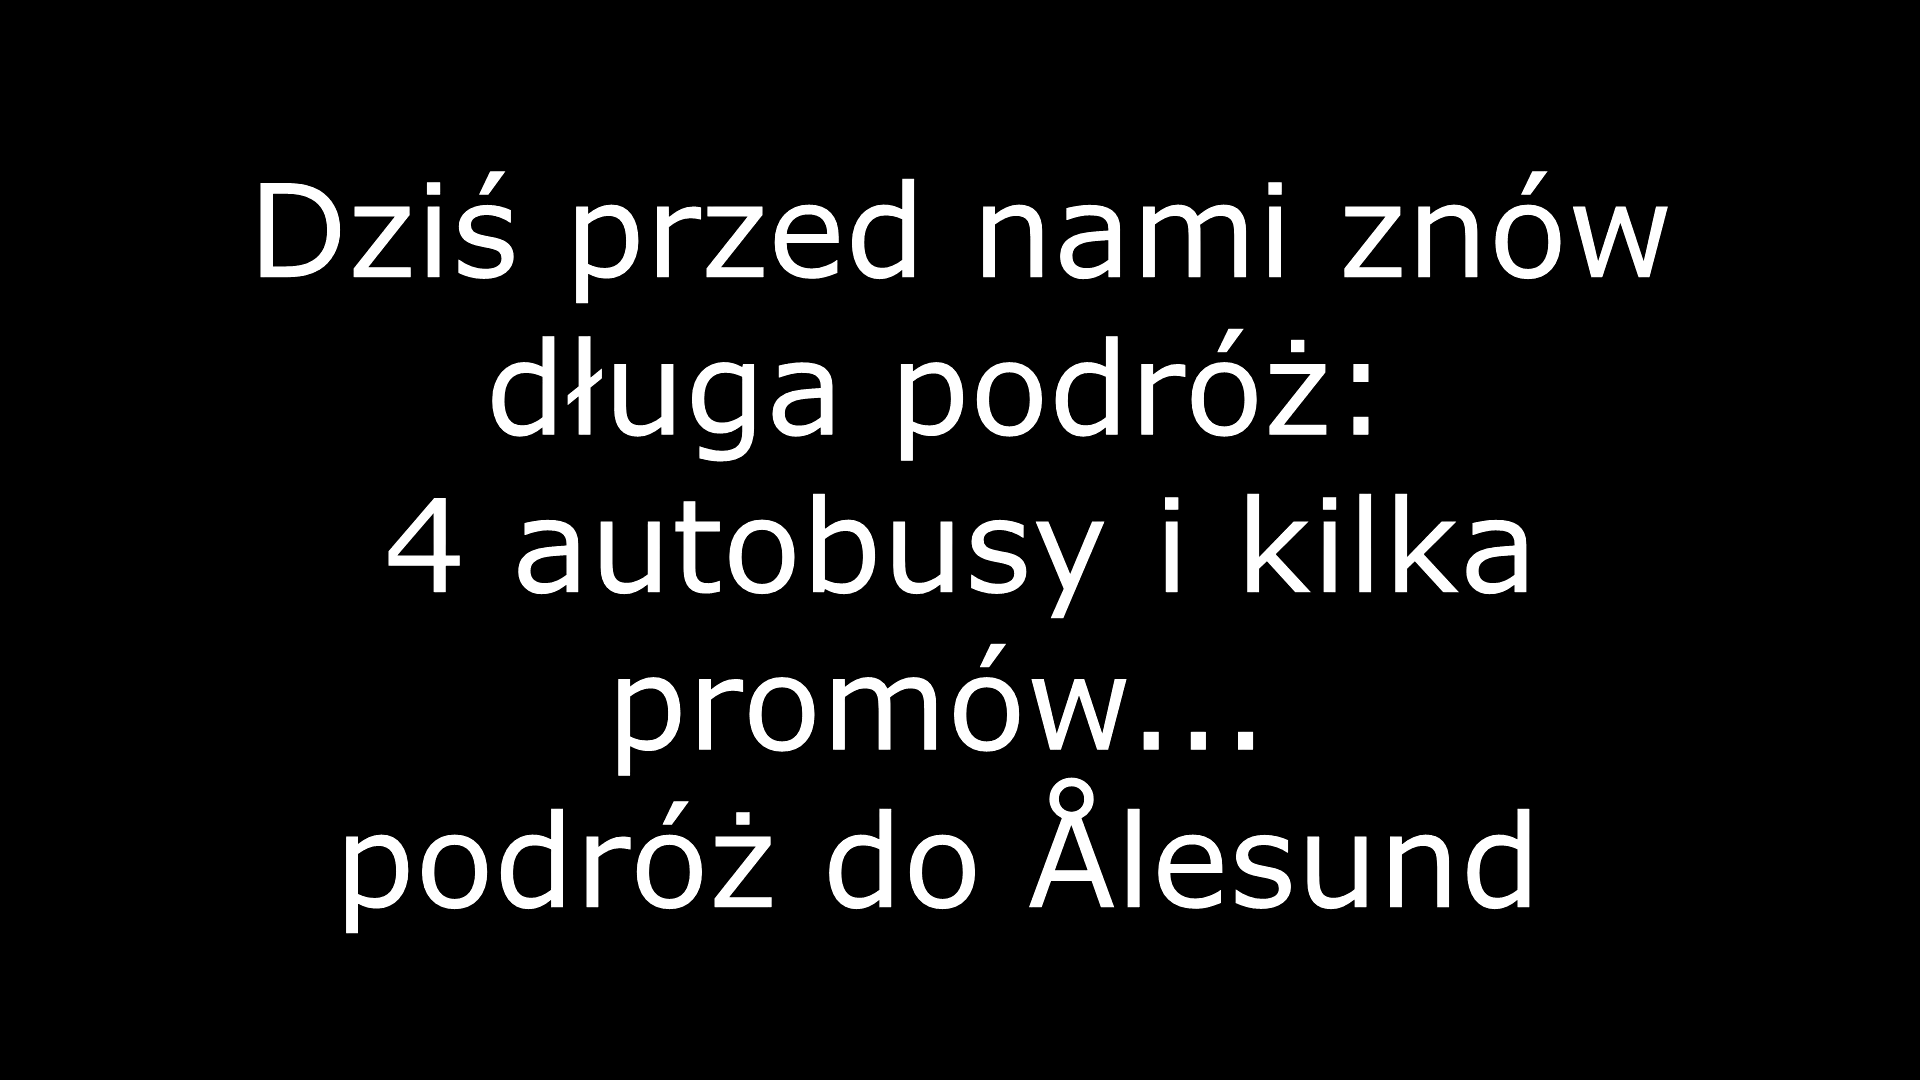 Dziś przed nami znów
długa podróż:
4 autobusy i kilka
promów...
podróż do Ålesund